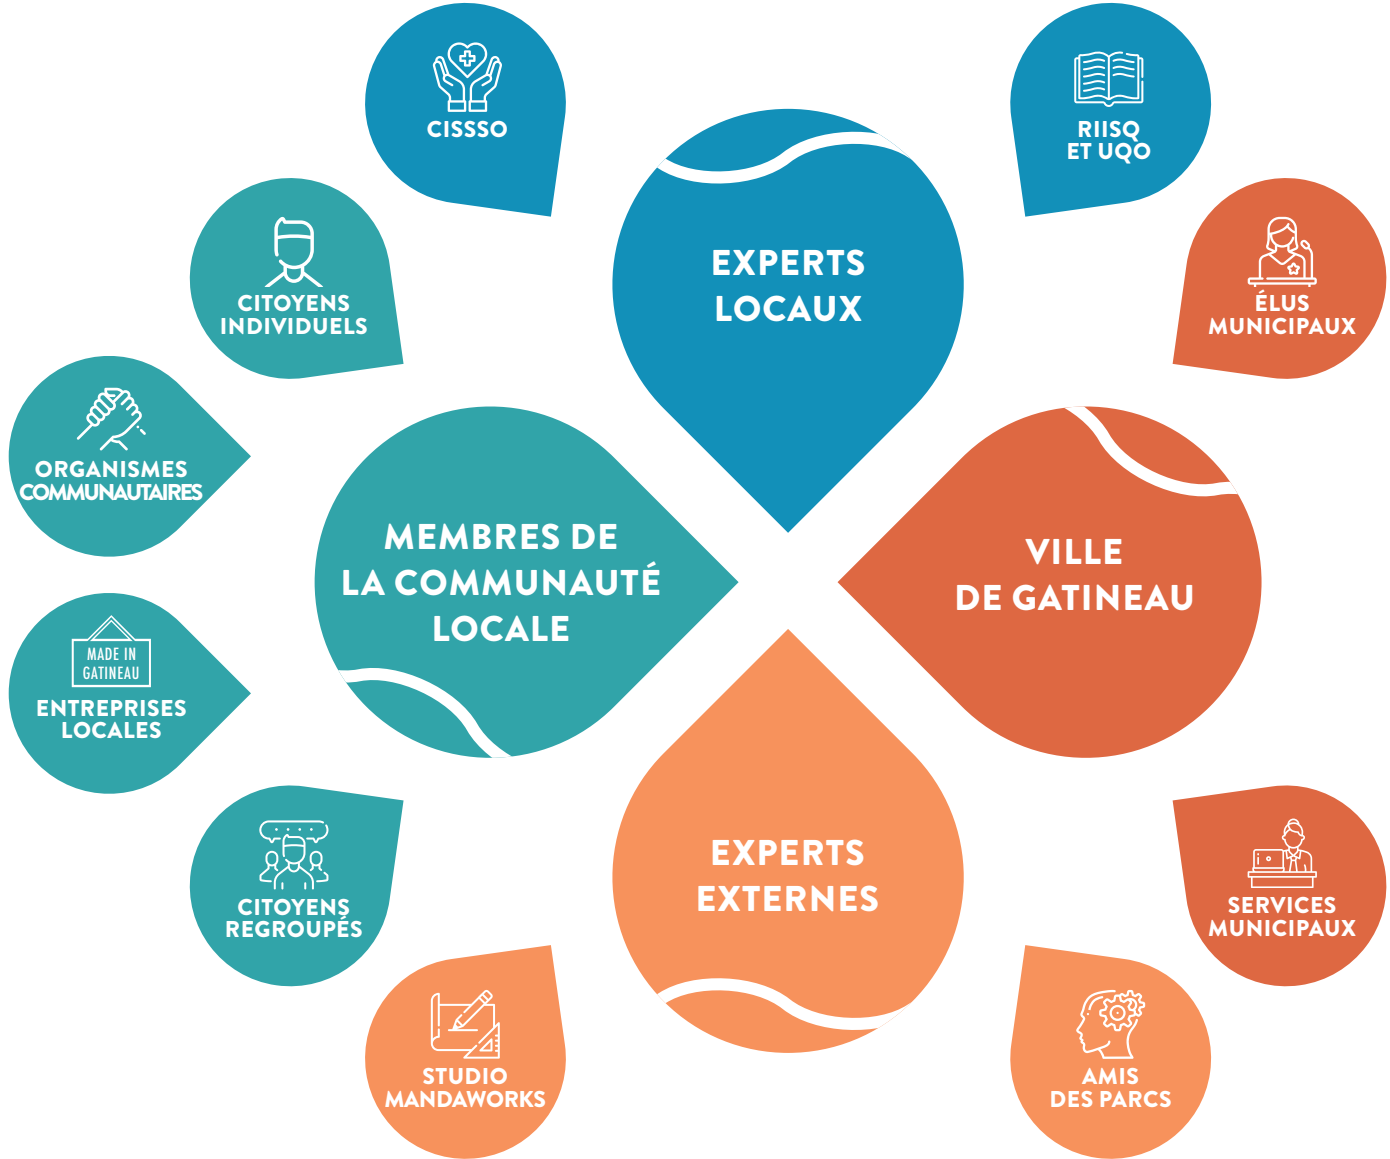 CISSSO
RIISQ
ET UQO
EXPERTS
LOCAUX
CITOYENS
INDIVIDUELS
ÉLUS
MUNICIPAUX
ORGANISMES
COMMUNAUTAIRES
MEMBRES DE
LA COMMUNAUTÉ
LOCALE
VILLE
DE GATINEAU
MADE IN
GATINEAU
ENTREPRISES
LOCALES
EXPERTS
EXTERNES
CITOYENS
REGROUPÉS
SERVICES
MUNICIPAUX
STUDIO
MANDAWORKS
AMIS
DES PARCS